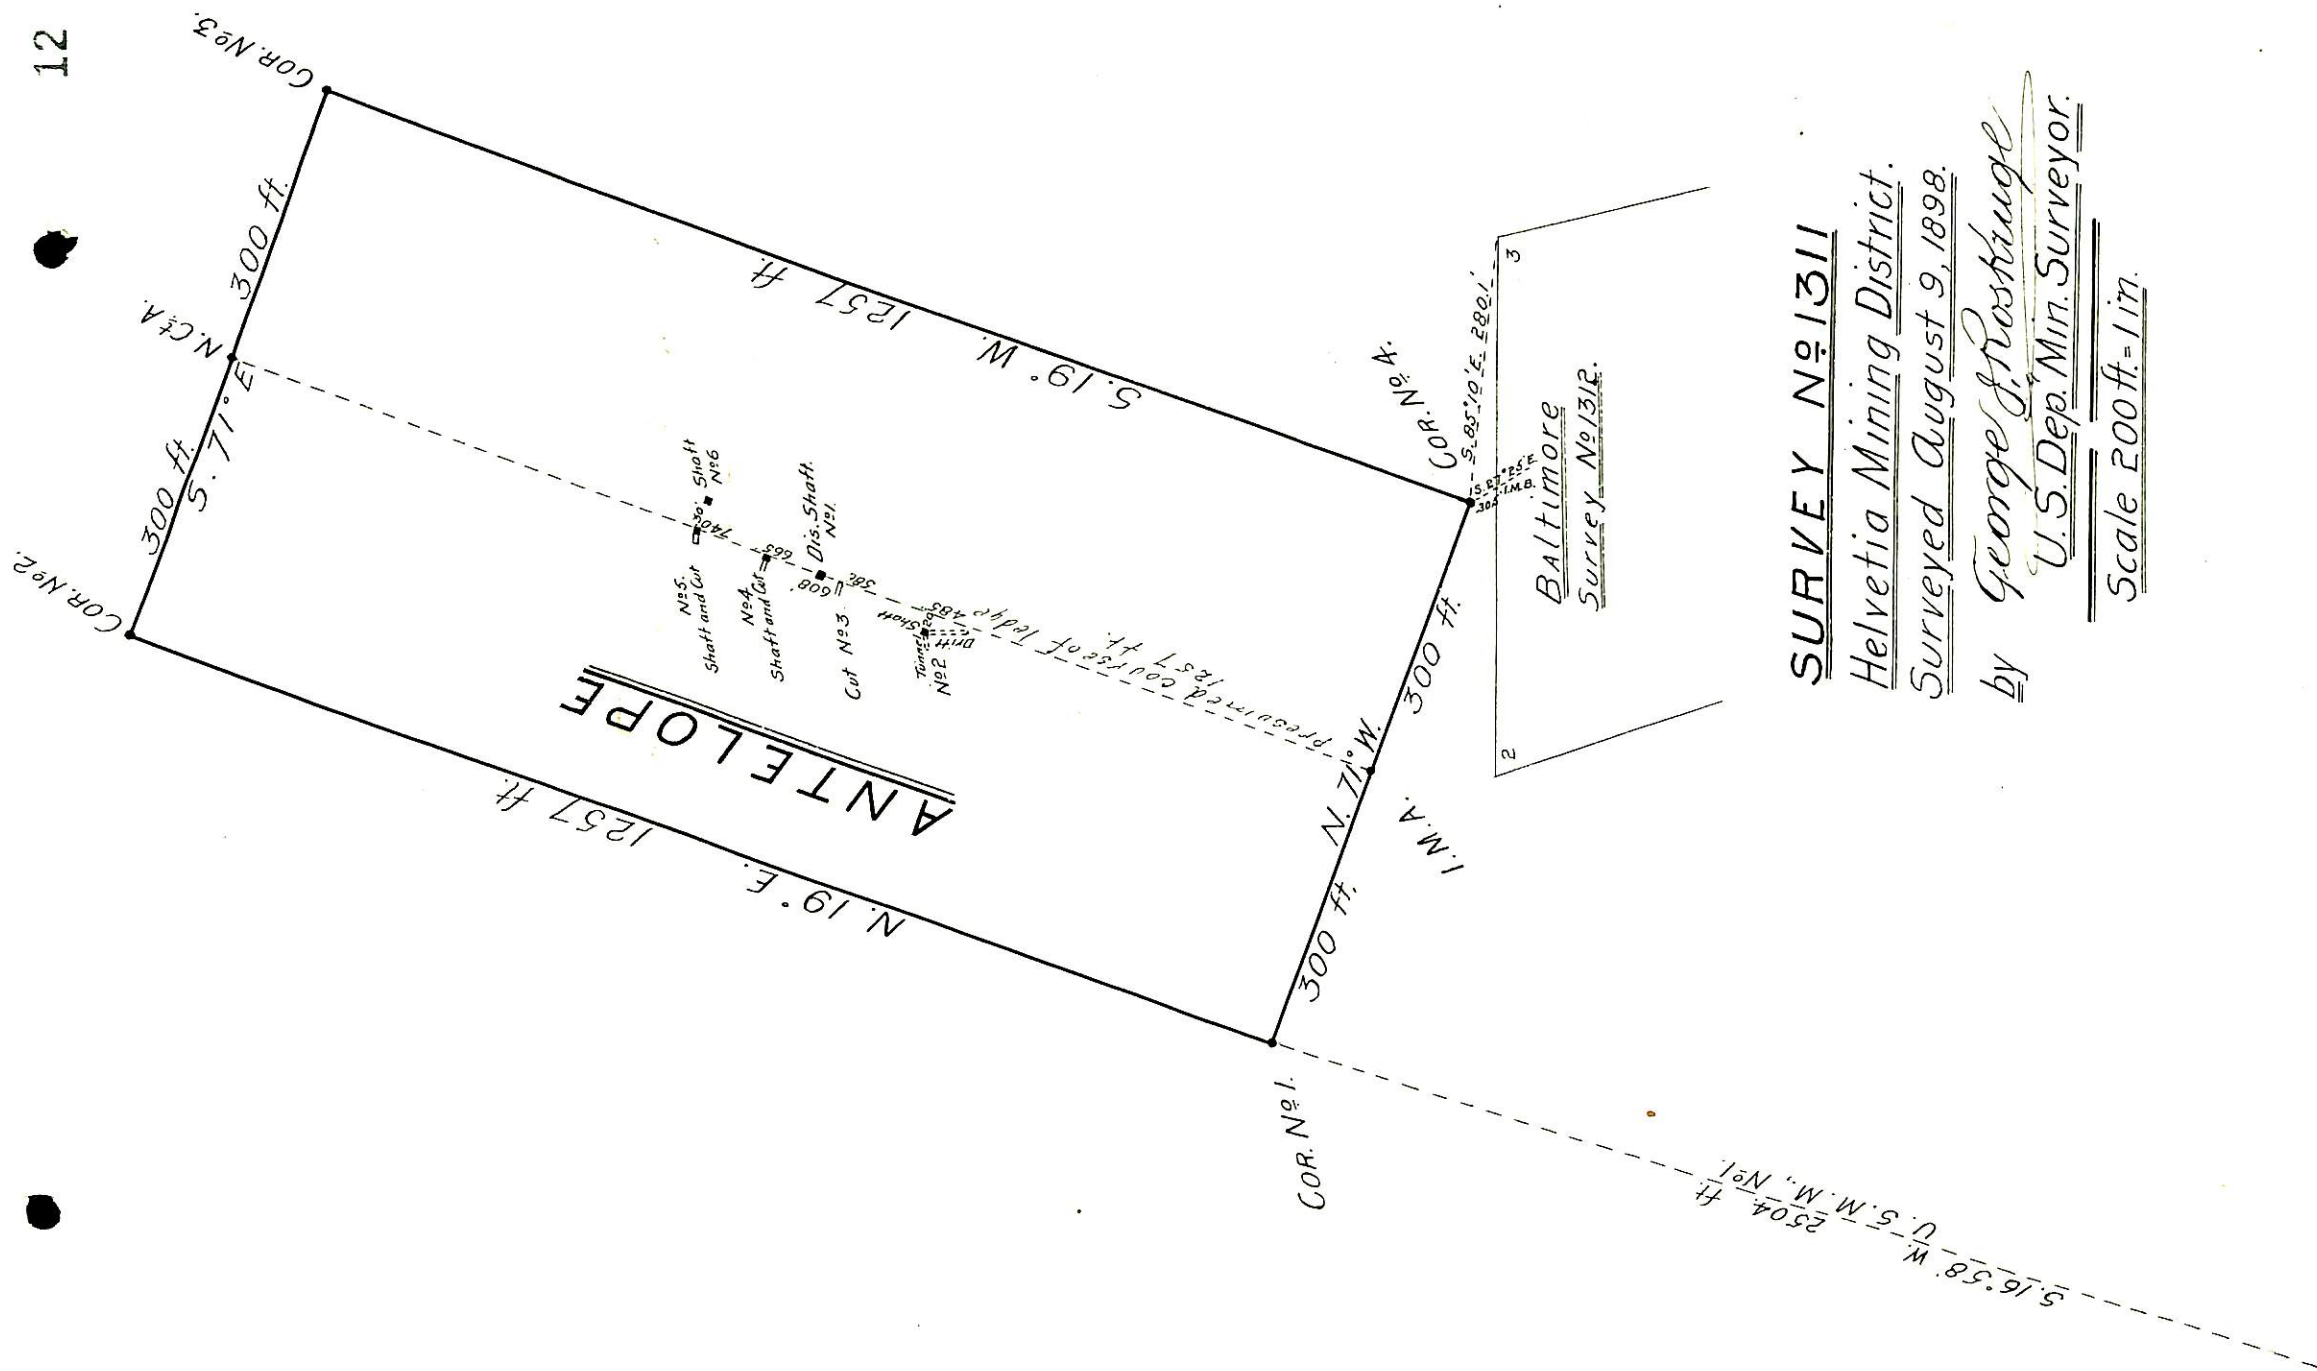 12
COR. Nº 2.
300 ft.
S. 71° E
N. Ct. A.
300 ft.
COR. Nº 3.
N. 19° E.
1257 ft.
ANTELOPE
S. 19° W.
1257 ft.
Nº 5.
Shaft and Cut
740'
30'
Shaft
Nº 6
Nº 4
Shaft and Cut
665'
Dis. Shaft.
Nº 1.
608'
Cut Nº 3.
582
Tunnel
Nº 2
Shaft
Drift
485
presumed course of Ledge
1257 ft.
COR. Nº 1.
300 ft.
N. 71° W.
300 ft.
I. M. A.
COR. Nº 4.
S. 85° 10' E. 280.1'
I. M. B.
2
3
BAltimore
Survey Nº 1312.
S. 16° 58' W.
2504. ft.
U. S. M. M., Nº 1.
SURVEY Nº 1311
Helvetia Mining District.
Surveyed August 9, 1898.
by George J. Roskruge
U.S. Dep. Min. Surveyor.
Scale 200 ft. = 1 in.